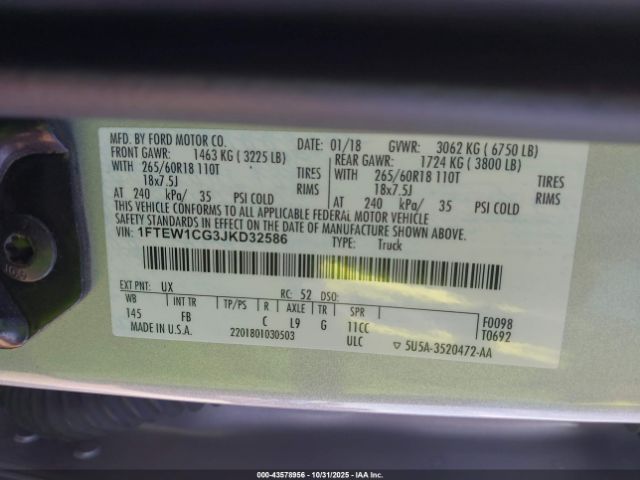 MFD. BY FORD MOTOR CO. DATE: 01/18 GVWR: 3062 KG ( 6750 LB)
FRONT GAWR: 1463 KG ( 3225 LB) REAR GAWR: 1724 KG ( 3800 LB)
WITH 265/60R18 110T TIRES WITH 265/60R18 110T TIRES
18x7.5J RIMS 18x7.5J RIMS
AT 240 kPa/ 35 PSI COLD AT 240 kPa/ 35 PSI COLD
THIS VEHICLE CONFORMS TO ALL APPLICABLE FEDERAL MOTOR VEHICLE
SAFETY STANDARDS IN EFFECT ON THE DATE OF MANUFACTURE SHOWN ABOVE.
VIN: 1FTEW1CG3JKD32586 TYPE: Truck
EXT PNT: UX RC: 52 DSO:
WB INT TR TP/PS R AXLE TR SPR F0098
145 FB C L9 G 11CC T0692
MADE IN U.S.A. 2201801030503 ULC ▽ 5U5A-3520472-AA
000-43578956 • 10/31/2025 • IAA, Inc.